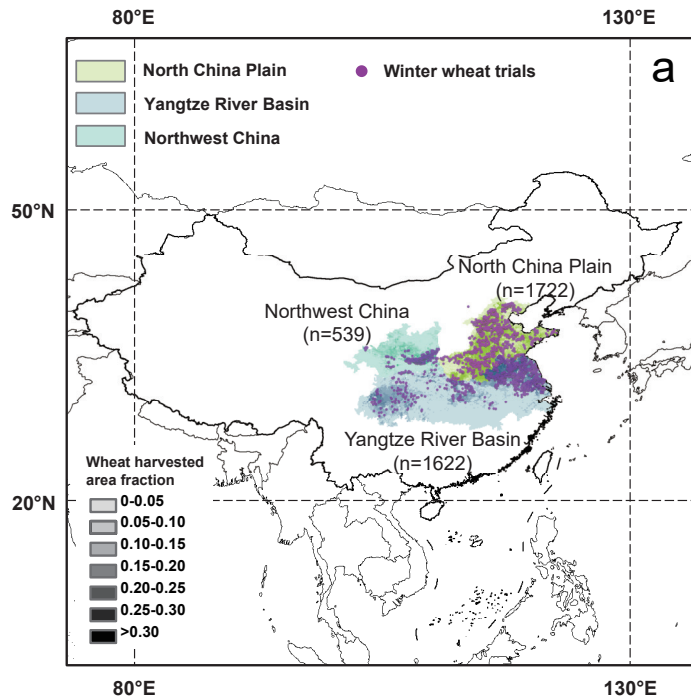 80°E 130°E
a
North China Plain
Winter wheat trials
Yangtze River Basin
Northwest China
50°N
North China Plain
(n=1722)
Northwest China
(n=539)
Yangtze River Basin
(n=1622)
Wheat harvested
area fraction
0-0.05
0.05-0.10
0.10-0.15
0.15-0.20
0.20-0.25
0.25-0.30
>0.30
20°N
80°E 130°E